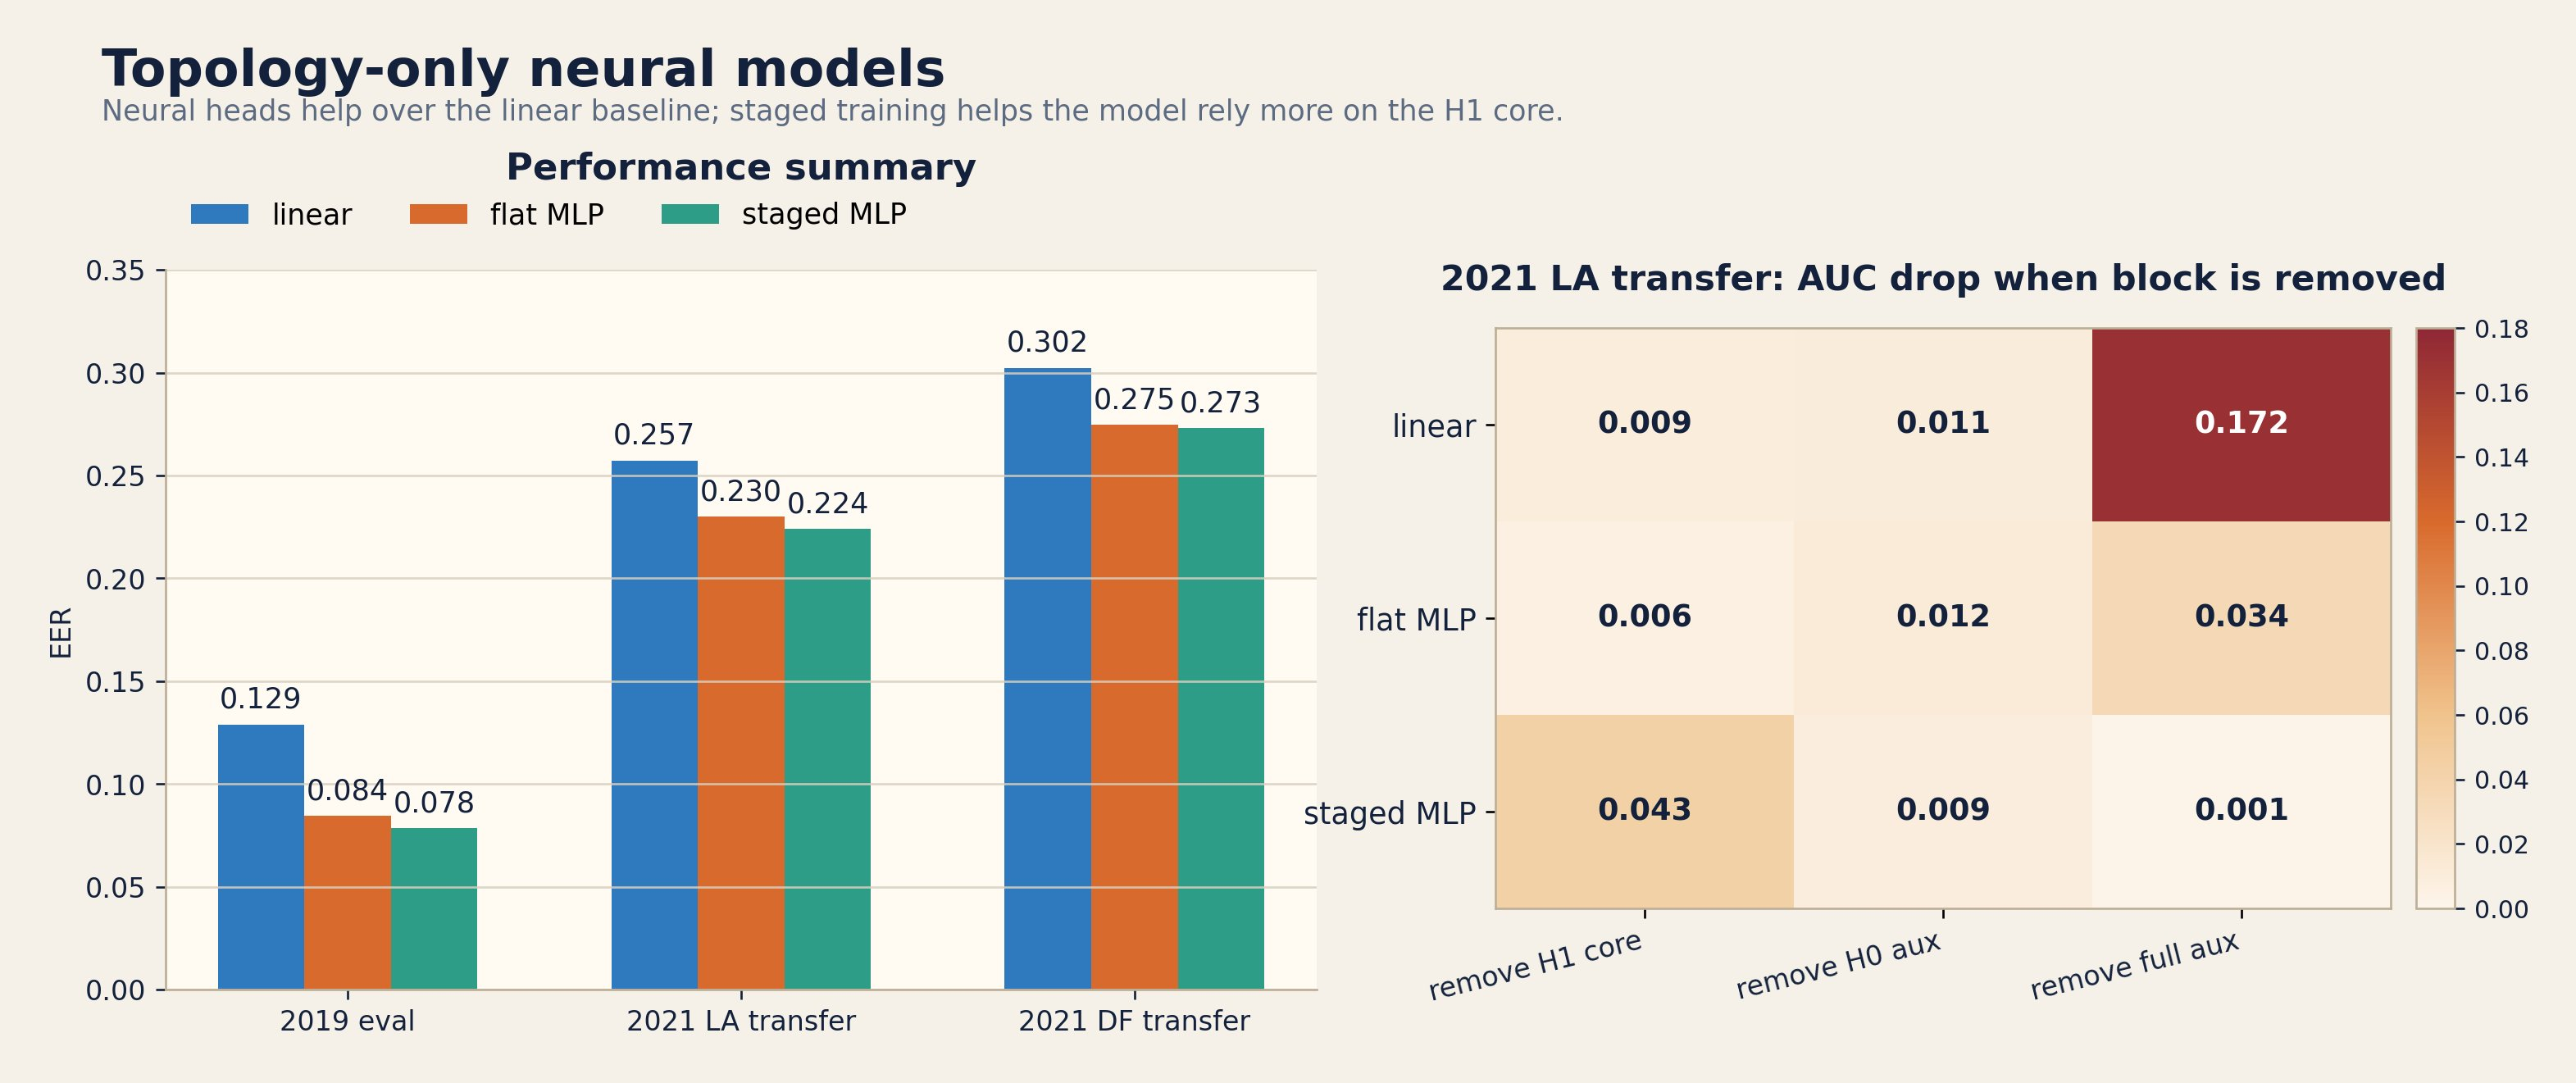 Topology-only neural models
Neural heads help over the linear baseline; staged training helps the model rely more on the H1 core.
Performance summary
linear flat MLP staged MLP
0.35
0.30
0.25
0.20
0.15
0.10
0.05
0.00
EER
0.129
0.084
0.078
0.257
0.230
0.224
0.302
0.275
0.273
2019 eval 2021 LA transfer 2021 DF transfer
2021 LA transfer: AUC drop when block is removed
linear 0.009 0.011 0.172
flat MLP 0.006 0.012 0.034
staged MLP 0.043 0.009 0.001
remove H1 core remove H0 aux remove full aux
0.18
0.16
0.14
0.12
0.10
0.08
0.06
0.04
0.02
0.00